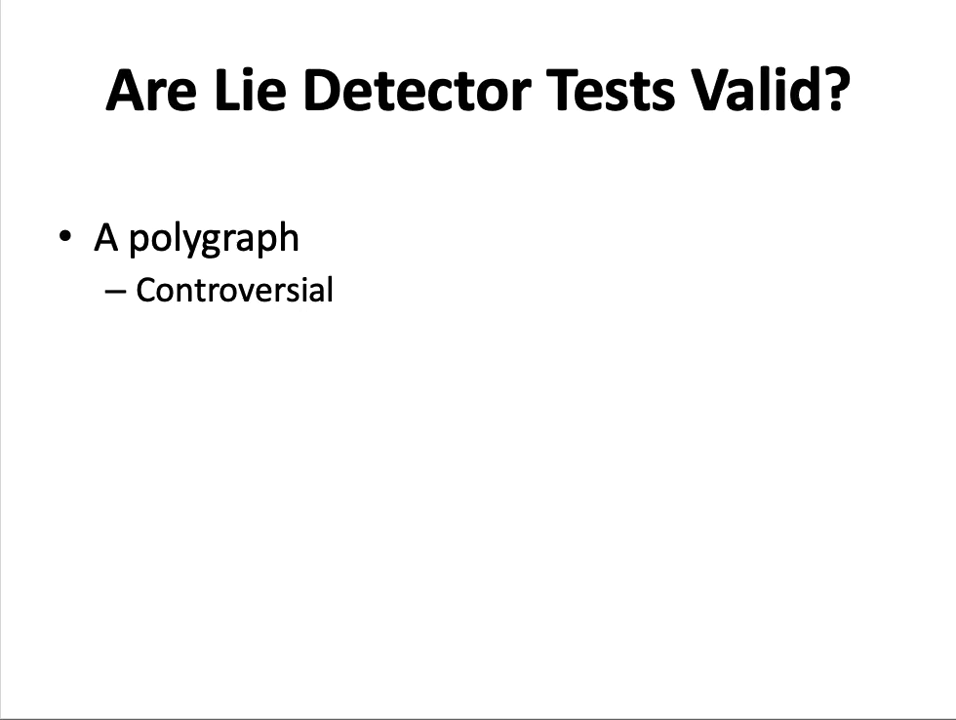 Are Lie Detector Tests Valid?
• A polygraph
– Controversial